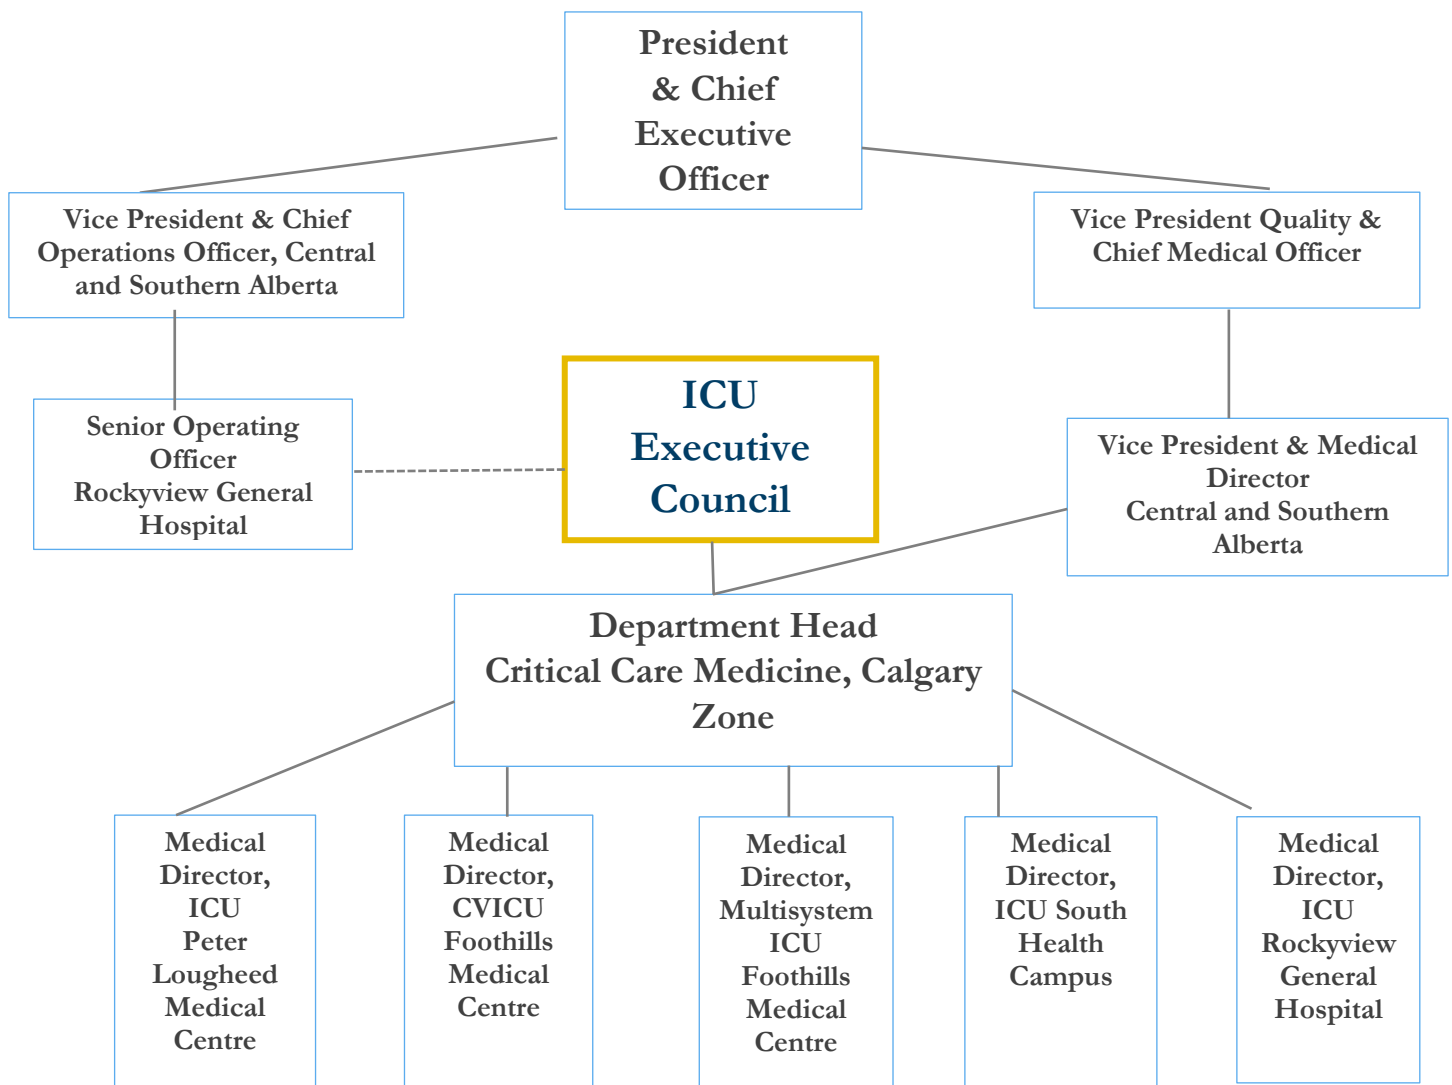 President
& Chief
Executive
Officer
Vice President & Chief
Operations Officer, Central
and Southern Alberta
Vice President Quality &
Chief Medical Officer
ICU
Executive
Council
Senior Operating
Officer
Rockyview General
Hospital
Vice President & Medical
Director
Central and Southern
Alberta
Department Head
Critical Care Medicine, Calgary
Zone
Medical
Director,
ICU
Peter
Lougheed
Medical
Centre
Medical
Director,
CVICU
Foothills
Medical
Centre
Medical
Director,
Multisystem
ICU
Foothills
Medical
Centre
Medical
Director,
ICU South
Health
Campus
Medical
Director,
ICU
Rockyview
General
Hospital